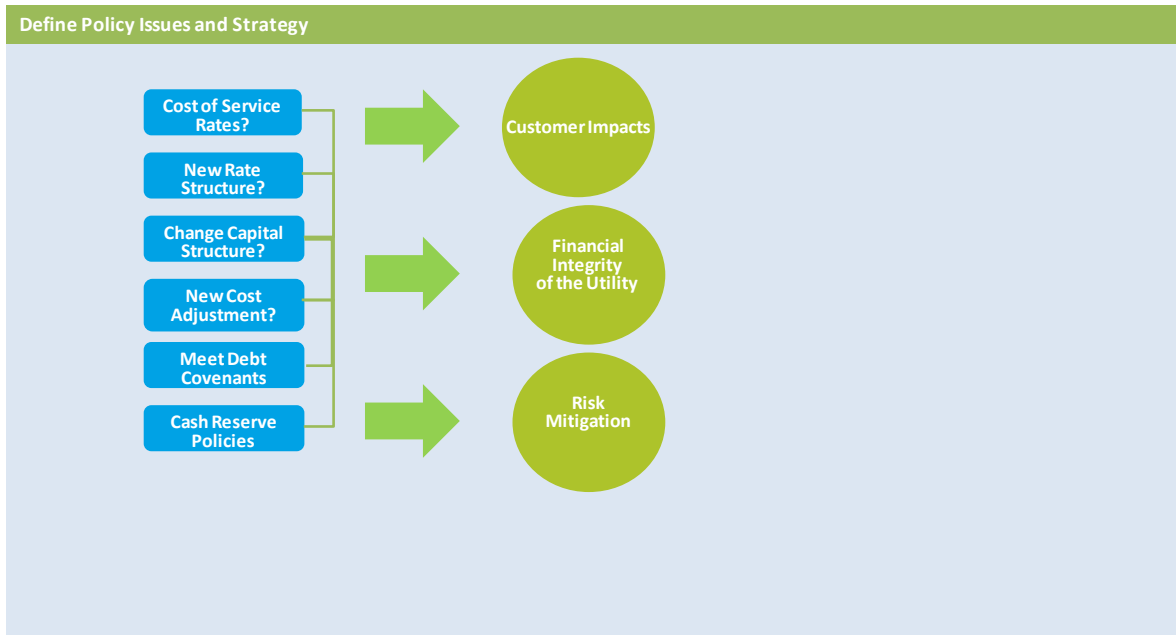 Define Policy Issues and Strategy
Cost of Service
Rates?
New Rate
Structure?
Change Capital
Structure?
New Cost
Adjustment?
Meet Debt
Covenants
Cash Reserve
Policies
Customer Impacts
Financial
Integrity
of the Utility
Risk
Mitigation